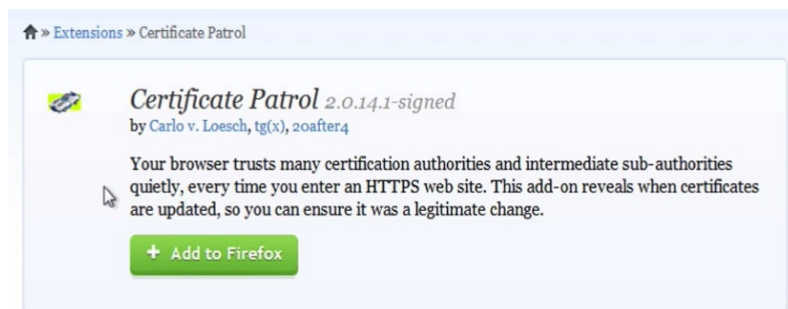 » Extensions » Certificate Patrol
Certificate Patrol 2.0.14.1-signed
by Carlo v. Loesch, tg(x), 20after4
Your browser trusts many certification authorities and intermediate sub-authorities
quietly, every time you enter an HTTPS web site. This add-on reveals when certificates
are updated, so you can ensure it was a legitimate change.
+ Add to Firefox